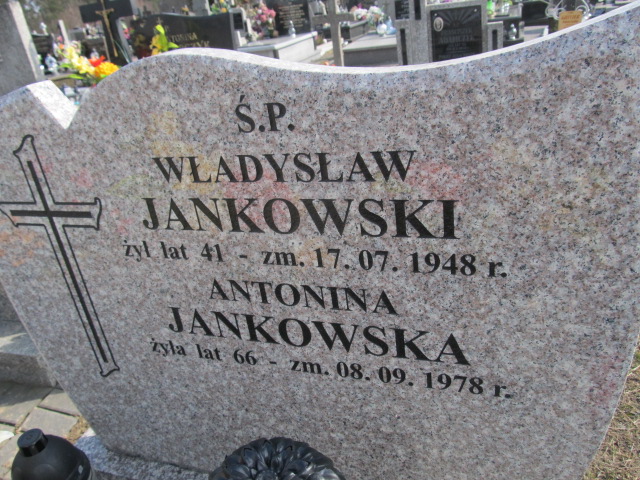 Ś.P.
WŁADYSŁAW
JANKOWSKI
żył lat 41 - zm. 17. 07. 1948 r.
ANTONINA
JANKOWSKA
żyła lat 66 - zm. 08. 09. 1978 r.